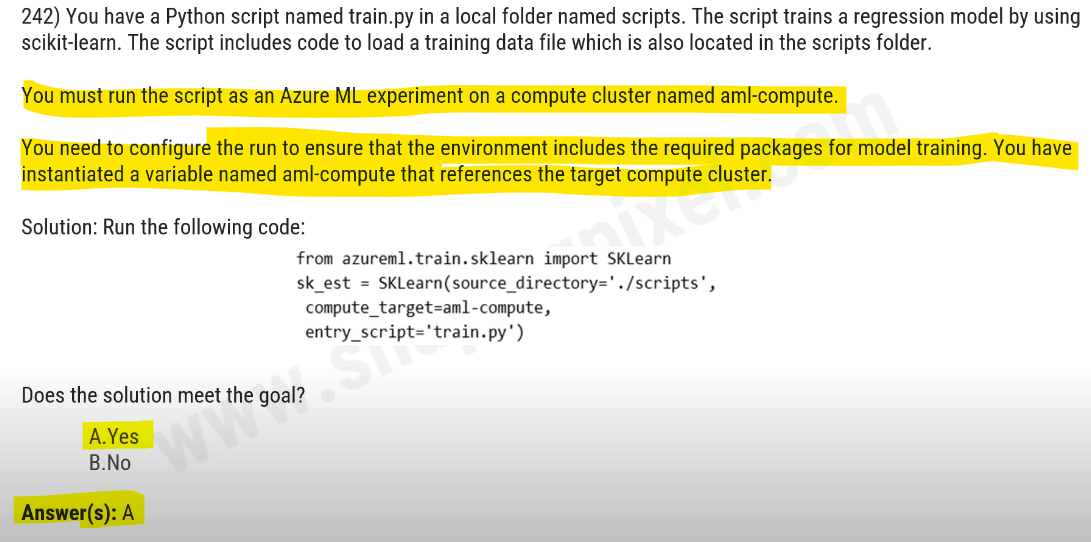 242) You have a Python script named train.py in a local folder named scripts. The script trains a regression model by using
scikit-learn. The script includes code to load a training data file which is also located in the scripts folder.
You must run the script as an Azure ML experiment on a compute cluster named aml-compute.
You need to configure the run to ensure that the environment includes the required packages for model training. You have
instantiated a variable named aml-compute that references the target compute cluster.
Solution: Run the following code:
from azureml.train.sklearn import SKLearn
sk_est = SKLearn(source_directory='./scripts',
compute_target=aml-compute,
entry_script='train.py')
Does the solution meet the goal?
A.Yes
B.No
Answer(s): A